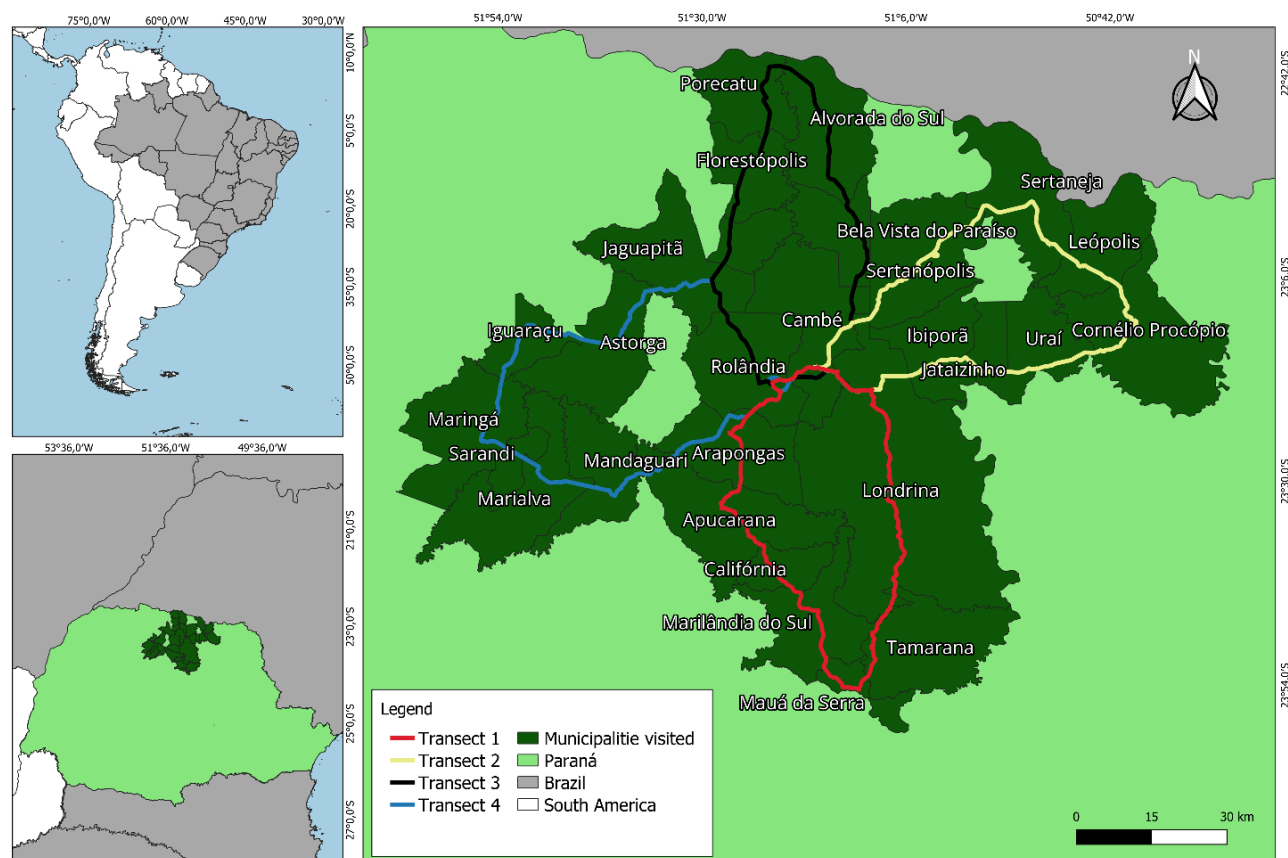 75°0,0'W 60°0,0'W 45°0,0'W 30°0,0'W
10°0,0'N
5°0,0'S
20°0,0'S
35°0,0'S
50°0,0'S
53°36,0'W 51°36,0'W 49°36,0'W
21°0,0'S
23°0,0'S
25°0,0'S
27°0,0'S
51°54,0'W 51°30,0'W 51°6,0'W 50°42,0'W
22°42,0'S
23°6,0'S
23°30,0'S
23°54,0'S
N
Porecatu
Alvorada do Sul
Florestópolis
Sertaneja
Bela Vista do Paraíso
Leópolis
Jaguapitã
Sertanópolis
Cambé
Iguaraçu
Cornélio Procópio
Ibiporã
Uraí
Astorga
Rolândia
Jataizinho
Maringá
Sarandi
Arapongas
Mandaguari
Londrina
Marialva
Apucarana
Califórnia
Marilândia do Sul
Tamarana
Mauá da Serra
Legend
Transect 1 Municipalitie visited
Transect 2 Paraná
Transect 3 Brazil
Transect 4 South America
0 15 30 km